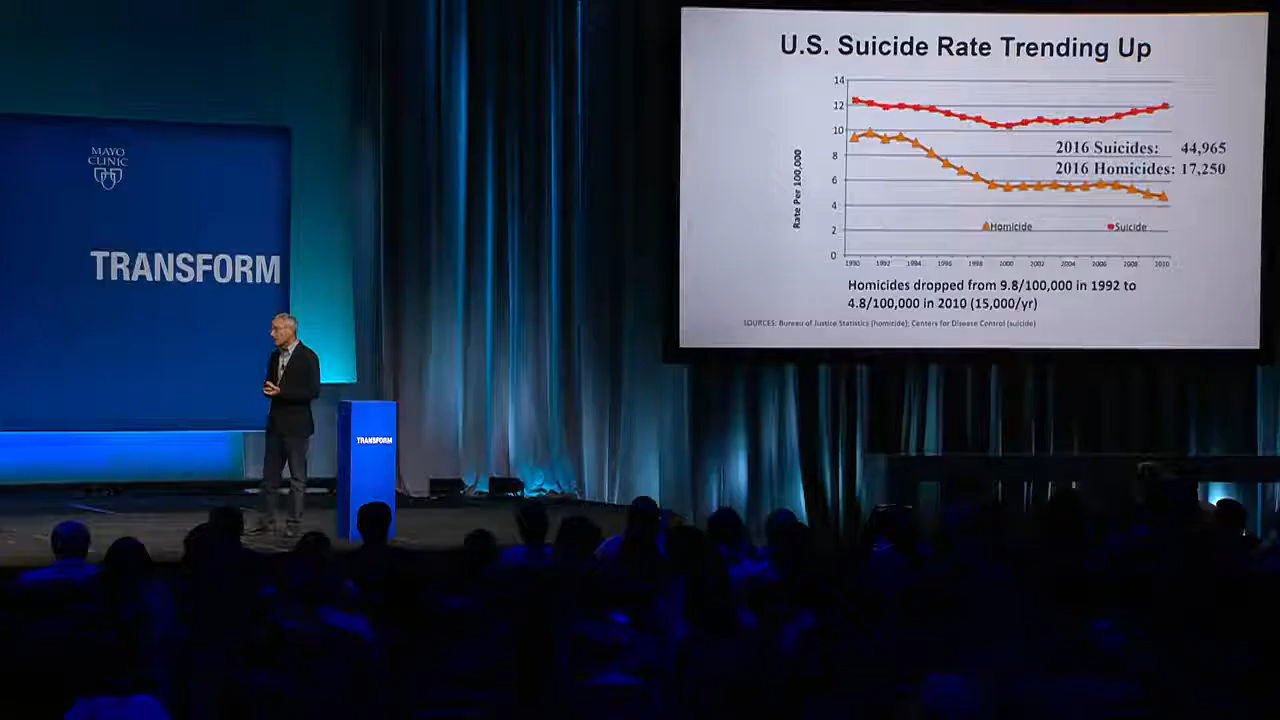 MAYO
CLINIC
TRANSFORM
TRANSFORM
U.S. Suicide Rate Trending Up
14
12
10
8
6
4
2
0
Rate Per 100,000
2016 Suicides: 44,965
2016 Homicides: 17,250
Homicide
Suicide
1990 1992 1994 1996 1998 2000 2002 2004 2006 2008 2010
Homicides dropped from 9.8/100,000 in 1992 to
4.8/100,000 in 2010 (15,000/yr)
SOURCES: Bureau of Justice Statistics (homicide); Centers for Disease Control (suicide)